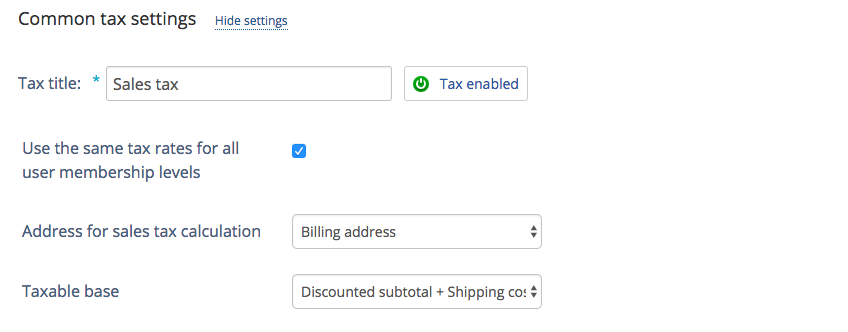 Common tax settings Hide settings
Tax title: * Sales tax Tax enabled
Use the same tax rates for all
user membership levels
Address for sales tax calculation Billing address
Taxable base Discounted subtotal + Shipping cos